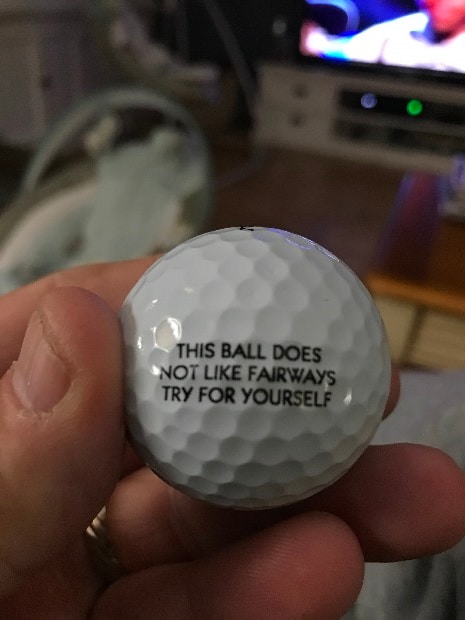 THIS BALL DOES
NOT LIKE FAIRWAYS
TRY FOR YOURSELF